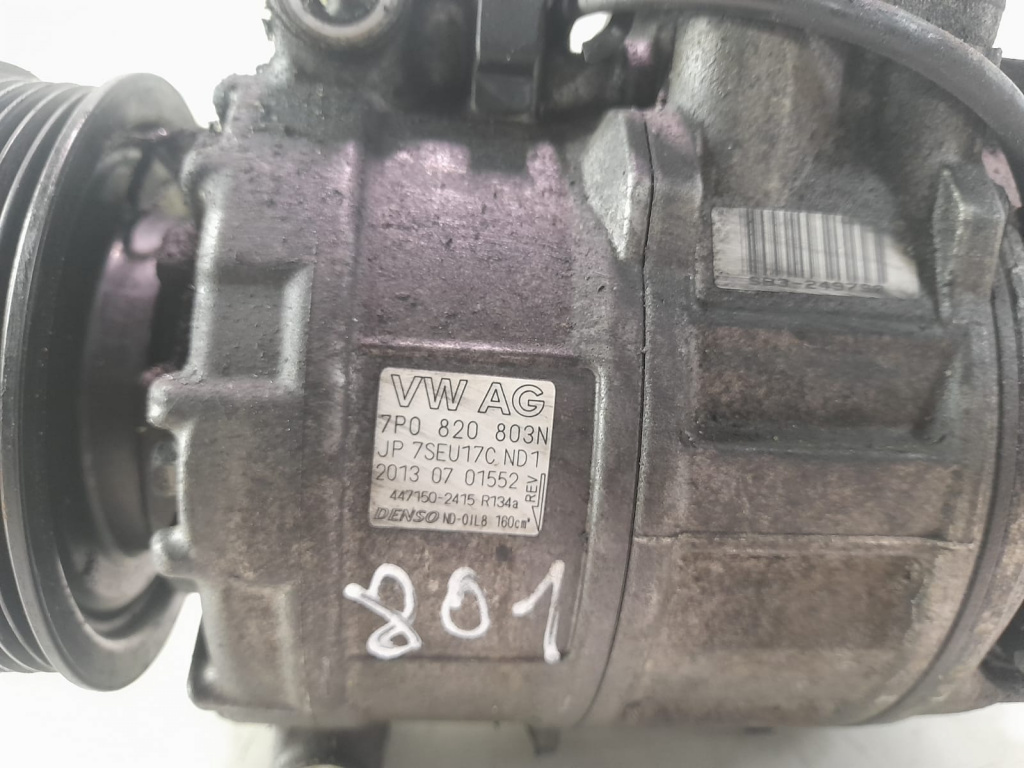 VW AG
7P0 820 803N
JP 7SEU17C ND1
2013 07 01552
447150-2415 R134a
REV
DENSO ND-OIL8 160cm³
801